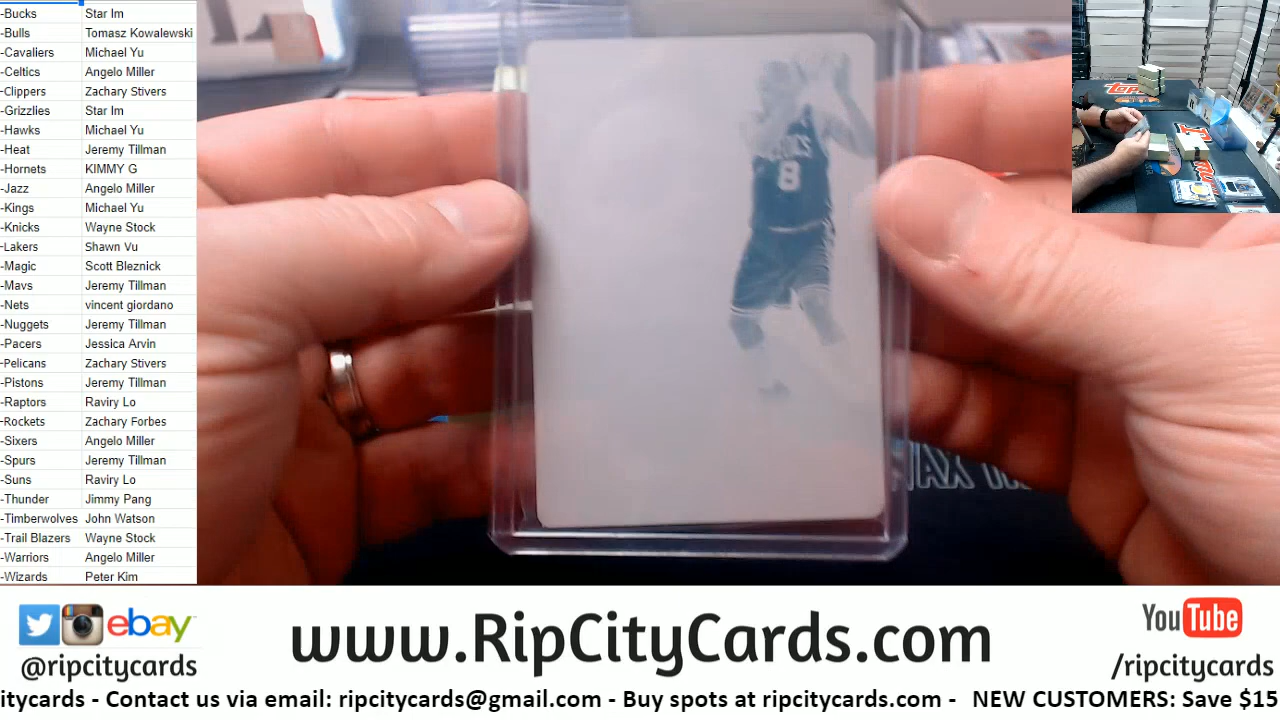 -Bucks Star Im
-Bulls Tomasz Kowalewski
-Cavaliers Michael Yu
-Celtics Angelo Miller
-Clippers Zachary Stivers
-Grizzlies Star Im
-Hawks Michael Yu
-Heat Jeremy Tillman
-Hornets KIMMY G
-Jazz Angelo Miller
-Kings Michael Yu
-Knicks Wayne Stock
-Lakers Shawn Vu
-Magic Scott Bleznick
-Mavs Jeremy Tillman
-Nets vincent giordano
-Nuggets Jeremy Tillman
-Pacers Jessica Arvin
-Pelicans Zachary Stivers
-Pistons Jeremy Tillman
-Raptors Raviry Lo
-Rockets Zachary Forbes
-Sixers Angelo Miller
-Spurs Jeremy Tillman
-Suns Raviry Lo
-Thunder Jimmy Pang
-Timberwolves John Watson
-Trail Blazers Wayne Stock
-Warriors Angelo Miller
-Wizards Peter Kim
8
ebay
@ripcitycards
www.RipCityCards.com
YouTube
/ripcitycards
citycards - Contact us via email: ripcitycards@gmail.com - Buy spots at ripcitycards.com - NEW CUSTOMERS: Save $15